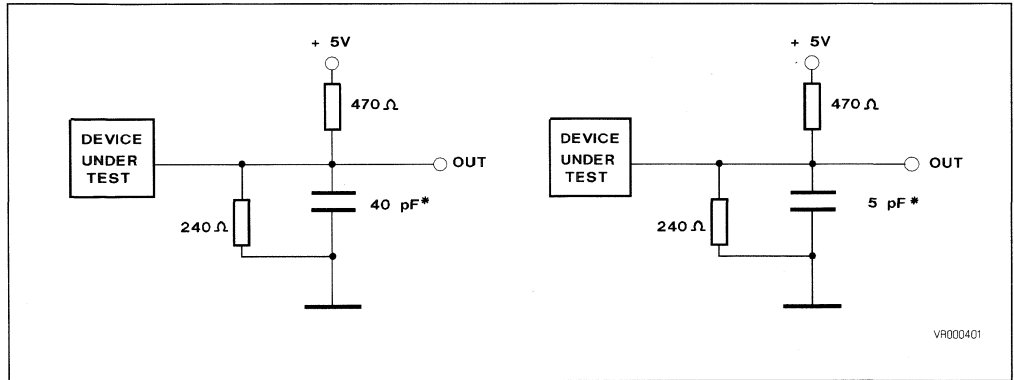 + 5V
470 Ω
DEVICE
UNDER
TEST
OUT
40 pF*
240 Ω
+ 5V
470 Ω
DEVICE
UNDER
TEST
OUT
5 pF*
240 Ω
VR000401